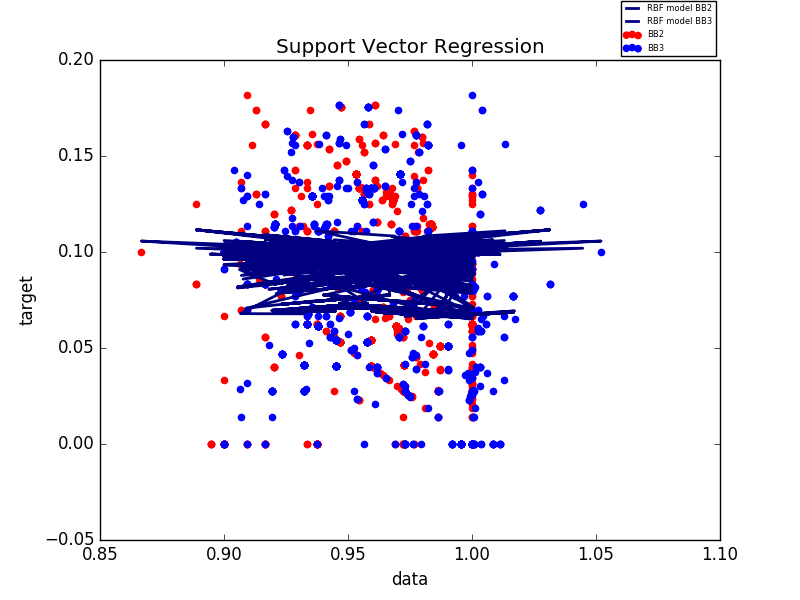 RBF model BB2
RBF model BB3
BB2
BB3
Support Vector Regression
0.20
0.15
0.10
0.05
0.00
−0.05
target
0.85 0.90 0.95 1.00 1.05 1.10
data